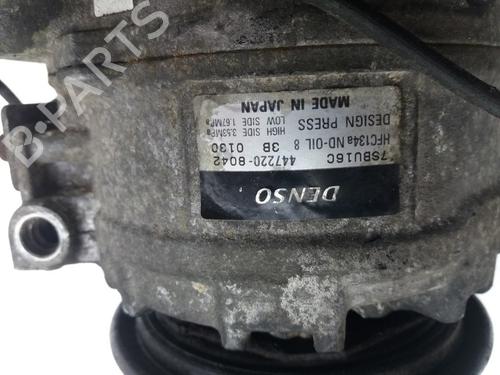 DENSO
7SBU16C
447220-8042
HFC134a ND-OIL 8
3B 0130
DESIGN PRESS
HIGH SIDE 3.53MPa
LOW SIDE 1.67MPa
MADE IN JAPAN
B-PARTS